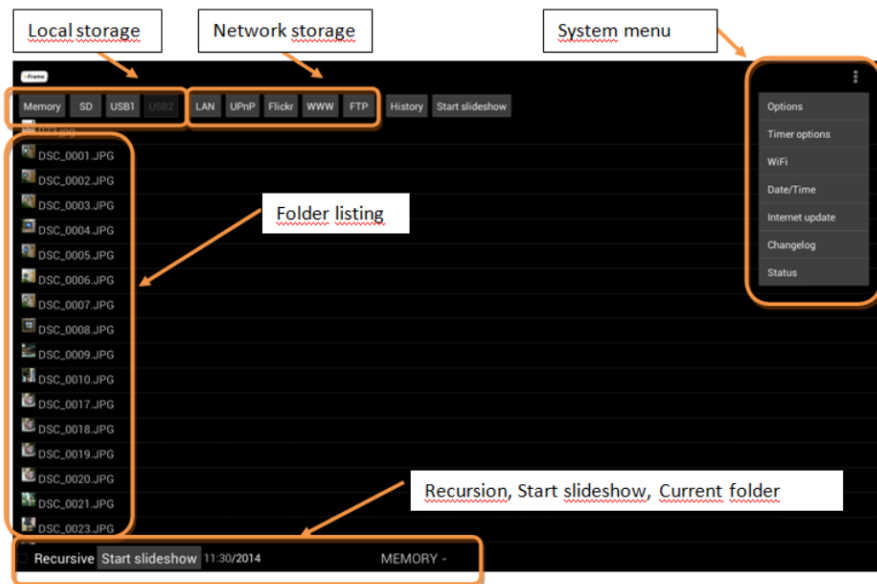 Local storage
Network storage
System menu
Frame
Memory SD USB1 USB2 LAN UPnP Flickr WWW FTP History Start slideshow
023.jpg
DSC_0001.JPG
DSC_0002.JPG
DSC_0003.JPG
DSC_0004.JPG
DSC_0005.JPG
DSC_0006.JPG
DSC_0007.JPG
DSC_0008.JPG
DSC_0009.JPG
DSC_0010.JPG
DSC_0017.JPG
DSC_0018.JPG
DSC_0019.JPG
DSC_0020.JPG
DSC_0021.JPG
DSC_0023.JPG
Folder listing
Options
Timer options
WiFi
Date/Time
Internet update
Changelog
Status
Recursion, Start slideshow, Current folder
Recursive Start slideshow 11:30/2014 MEMORY -